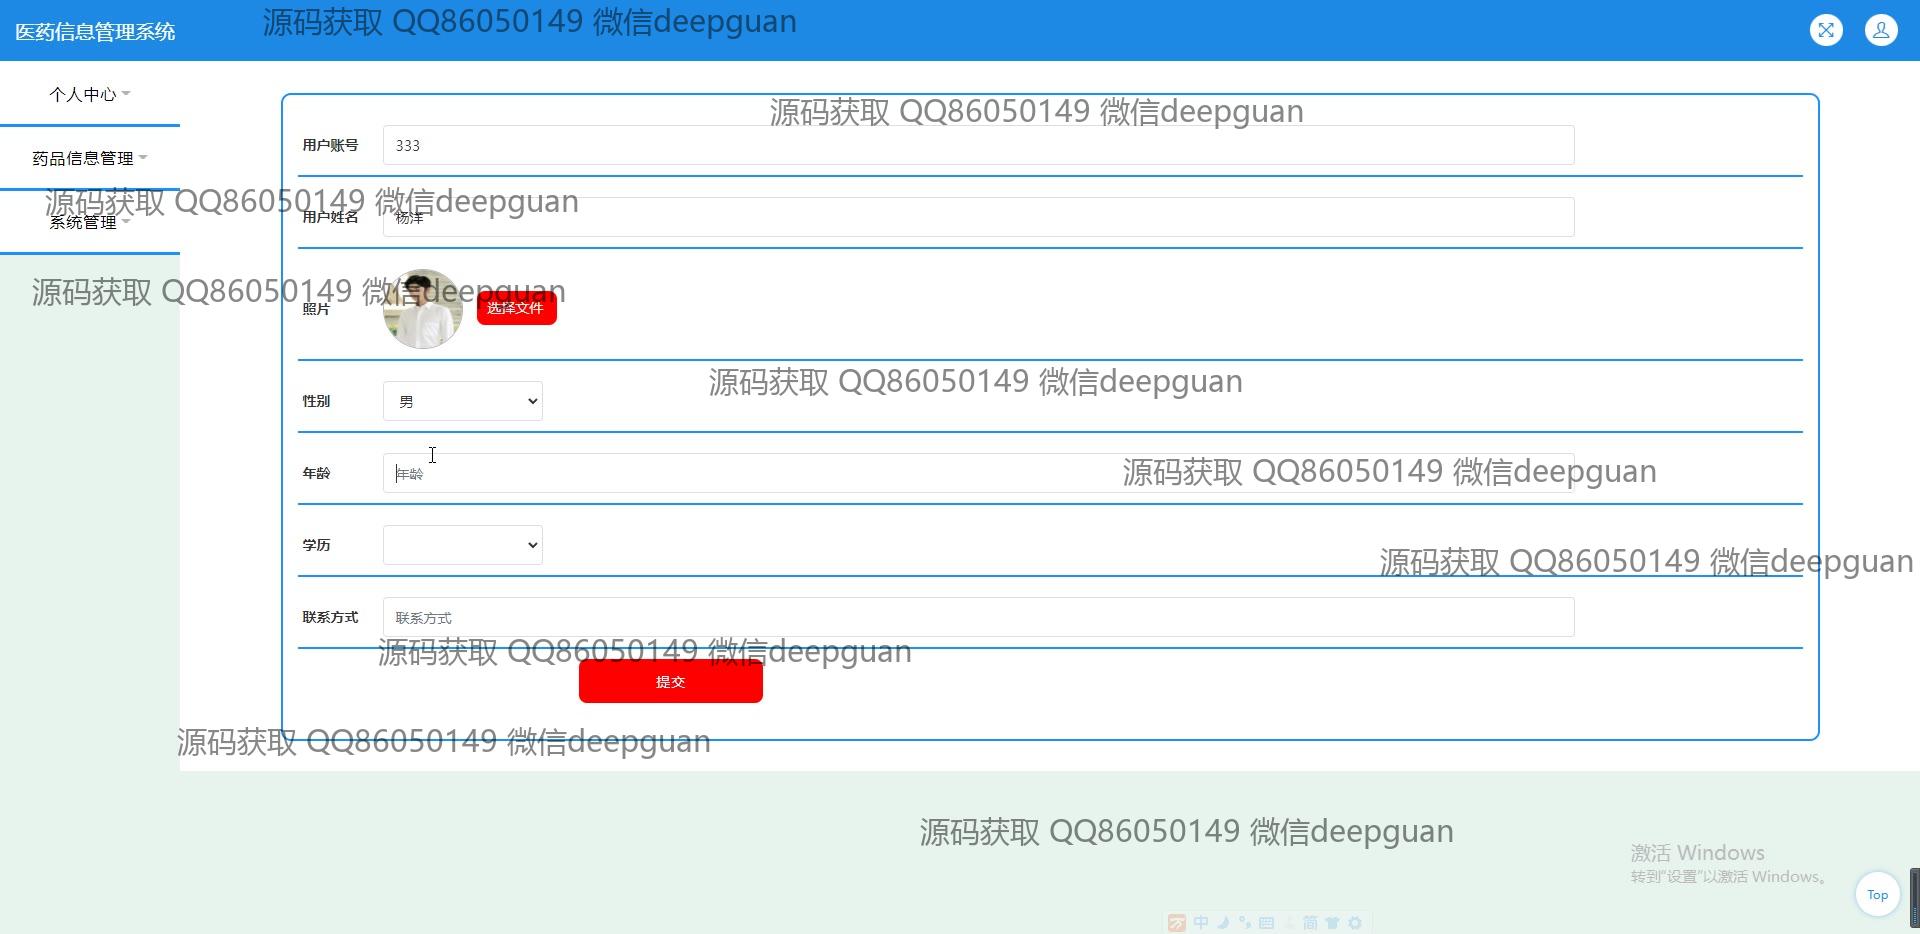 医药信息管理系统
源码获取 QQ86050149 微信deepguan
个人中心
源码获取 QQ86050149 微信deepguan
用户账号 333
药品信息管理
源码获取 QQ86050149 微信deepguan
系统管理
用户姓名 杨洋
源码获取 QQ86050149 微信deepguan
照片 选择文件
源码获取 QQ86050149 微信deepguan
性别 男
源码获取 QQ86050149 微信deepguan
年龄 年龄
学历
源码获取 QQ86050149 微信deepguan
联系方式 联系方式
源码获取 QQ86050149 微信deepguan
提交
源码获取 QQ86050149 微信deepguan
源码获取 QQ86050149 微信deepguan
激活 Windows
转到“设置”以激活 Windows。
Top
中 简